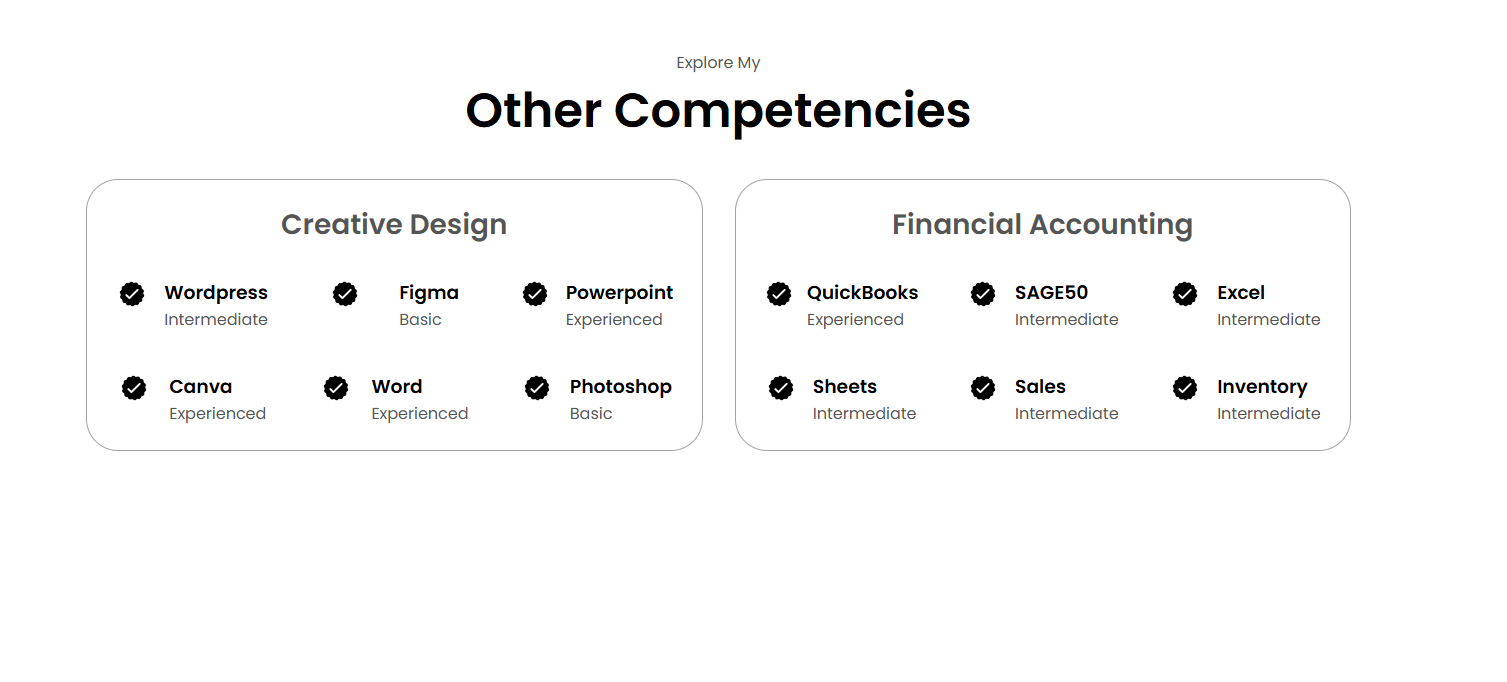 Explore My
Other Competencies
Creative Design
Wordpress
Intermediate
Figma
Basic
Powerpoint
Experienced
Canva
Experienced
Word
Experienced
Photoshop
Basic
Financial Accounting
QuickBooks
Experienced
SAGE50
Intermediate
Excel
Intermediate
Sheets
Intermediate
Sales
Intermediate
Inventory
Intermediate